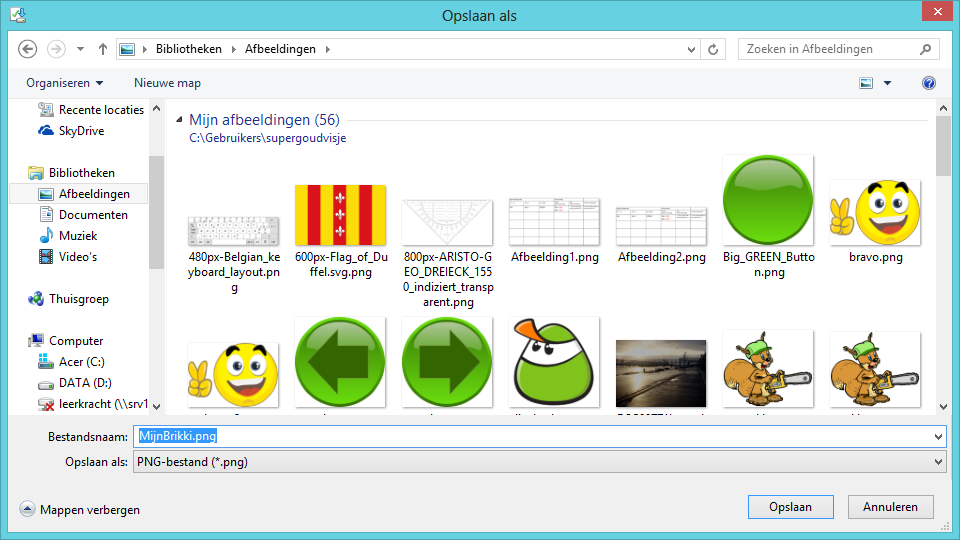 Opslaan als
Bibliotheken Afbeeldingen
Zoeken in Afbeeldingen
Organiseren
Nieuwe map
Recente locaties
SkyDrive
Bibliotheken
Afbeeldingen
Documenten
Muziek
Video's
Thuisgroep
Computer
Acer (C:)
DATA (D:)
leerkracht (\\srv1
Mijn afbeeldingen (56)
C:\Gebruikers\supergoudvisje
480px-Belgian_ke
yboard_layout.pn
g
600px-Flag_of_Du
ffel.svg.png
800px-ARISTO-G
EO_DREIECK_155
0_indiziert_transp
arent.png
Afbeelding1.png
Afbeelding2.png
Big_GREEN_Butto
n.png
bravo.png
Bestandsnaam: MijnBrikki.png
Opslaan als: PNG-bestand (*.png)
Mappen verbergen
Opslaan
Annuleren